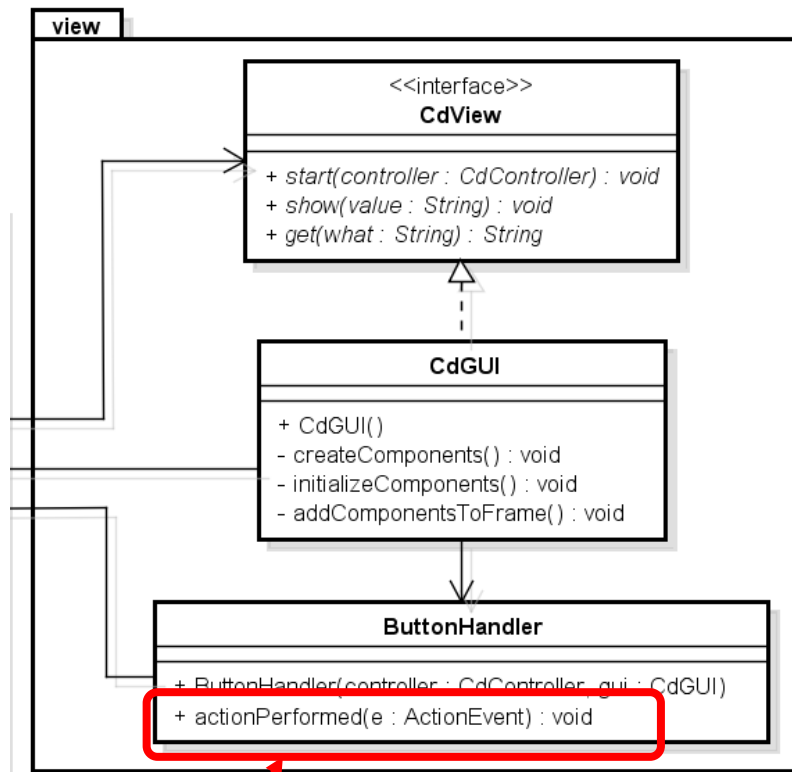 view
<<interface>>
CdView
+ start(controller : CdController) : void
+ show(value : String) : void
+ get(what : String) : String
CdGUI
+ CdGUI()
- createComponents() : void
- initializeComponents() : void
- addComponentsToFrame() : void
ButtonHandler
+ ButtonHandler(controller : CdController, gui : CdGUI)
+ actionPerformed(e : ActionEvent) : void